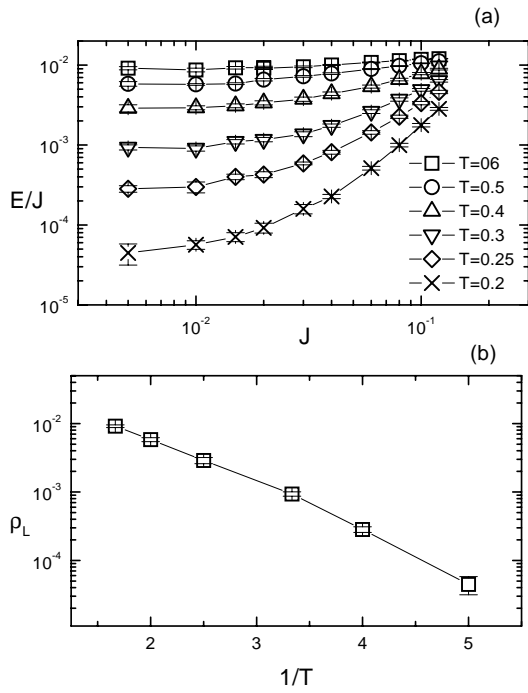 (a)
10⁻²
10⁻³
10⁻⁴
10⁻⁵
E/J
T=06
T=0.5
T=0.4
T=0.3
T=0.25
T=0.2
10⁻²
10⁻¹
J
(b)
10⁻²
10⁻³
10⁻⁴
ρL
2
3
4
5
1/T